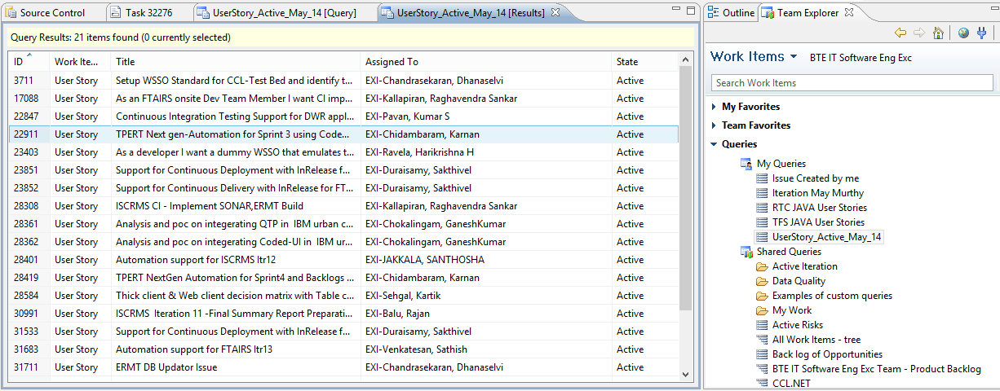 Source Control
Task 32276
UserStory_Active_May_14 [Query]
UserStory_Active_May_14 [Results]
Query Results: 21 items found (0 currently selected)
ID Work Ite... Title Assigned To State
3711 User Story Setup WSSO Standard for CCL-Test Bed and identify t... EXI-Chandrasekaran, Dhanaselvi Active
17088 User Story As an FTAIRS onsite Dev Team Member I want CI imp... EXI-Kallapiran, Raghavendra Sankar Active
22847 User Story Continuous Integration Testing Support for DWR appl... EXI-Pavan, Kumar S Active
22911 User Story TPERT Next gen-Automation for Sprint 3 using Code... EXI-Chidambaram, Karnan Active
23403 User Story As a developer I want a dummy WSSO that emulates t... EXI-Ravela, Harikrishna H Active
23851 User Story Support for Continuous Deployment with InRelease f... EXI-Duraisamy, Sakthivel Active
23852 User Story Support for Continuous Delivery with InRelease for FT... EXI-Duraisamy, Sakthivel Active
28308 User Story ISCRMS CI - Implement SONAR,ERMT Build EXI-Kallapiran, Raghavendra Sankar Active
28361 User Story Analysis and poc on integerating QTP in  IBM urban c... EXI-Chokalingam, GaneshKumar Active
28362 User Story Analysis and poc on integerating Coded-UI in  IBM ur... EXI-Chokalingam, GaneshKumar Active
28401 User Story Automation support for ISCRMS Itr12 EXI-JAKKALA, SANTHOSHA Active
28419 User Story TPERT NextGen Automation for Sprint4 and Backlogs ... EXI-Chidambaram, Karnan Active
28584 User Story Thick client & Web client decision matrix with Table c... EXI-Sehgal, Kartik Active
30991 User Story ISCRMS  Iteration 11 -Final Summary Report Preparati... EXI-Balu, Rajan Active
31533 User Story Support for Continuous Deployment with InRelease f... EXI-Duraisamy, Sakthivel Active
31683 User Story Automation support for FTAIRS Itr13 EXI-Venkatesan, Sathish Active
31711 User Story ERMT DB Updator Issue EXI-Chandrasekaran, Dhanaselvi Active
Outline
Team Explorer
Work Items BTE IT Software Eng Exc
Search Work Items
My Favorites
Team Favorites
Queries
My Queries
Issue Created by me
Iteration May Murthy
RTC JAVA User Stories
TFS JAVA User Stories
UserStory_Active_May_14
Shared Queries
Active Iteration
Data Quality
Examples of custom queries
My Work
Active Risks
All Work Items - tree
Back log of Opportunities
BTE IT Software Eng Exc Team - Product Backlog
CCL.NET